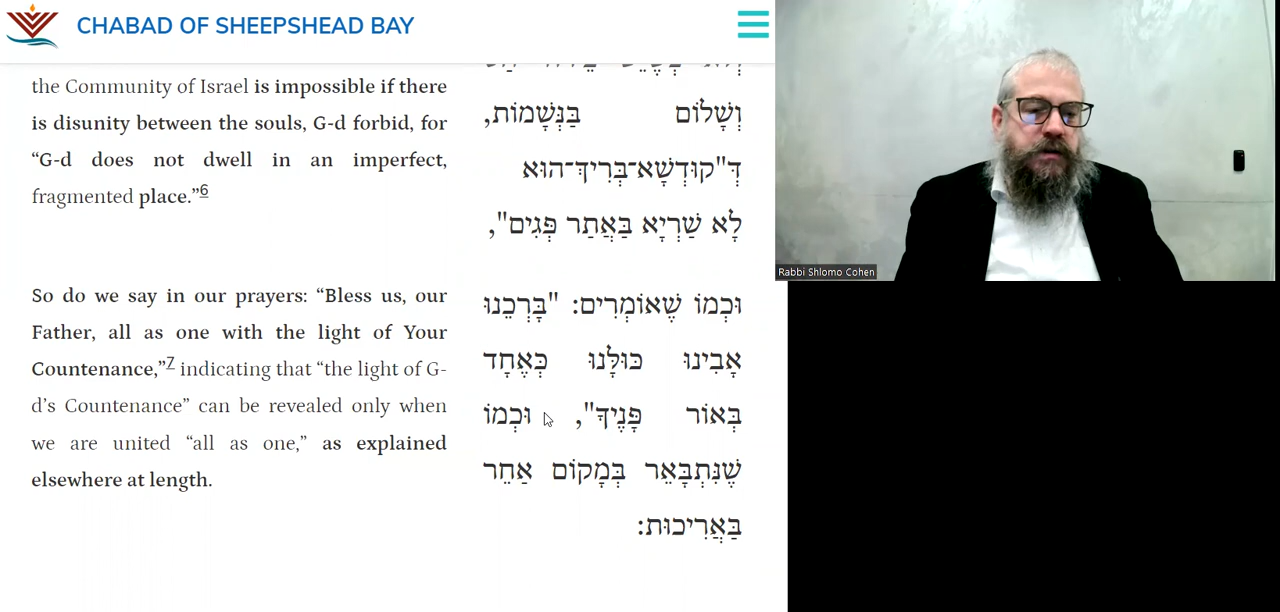 CHABAD OF SHEEPSHEAD BAY
the Community of Israel is impossible if there
is disunity between the souls, G-d forbid, for
“G-d does not dwell in an imperfect,
fragmented place.”6
So do we say in our prayers: “Bless us, our
Father, all as one with the light of Your
Countenance,”7 indicating that “the light of G-
d’s Countenance” can be revealed only when
we are united “all as one,” as explained
elsewhere at length.
וְשָׁלוֹם בַּנְּשָׁמוֹת,
דְּ"קוּדְשָׁא־בְּרִיךְ־הוּא
לָא שַׁרְיָא בַּאֲתַר פְּגִים",
וּכְמוֹ שֶׁאוֹמְרִים: "בָּרְכֵנוּ
אָבִינוּ כּוּלָּנוּ כְּאֶחָד
בְּאוֹר פָּנֶיךָ", וּכְמוֹ
שֶׁנִּתְבָּאֵר בְּמָקוֹם אַחֵר
בַּאֲרִיכוּת:
Rabbi Shlomo Cohen